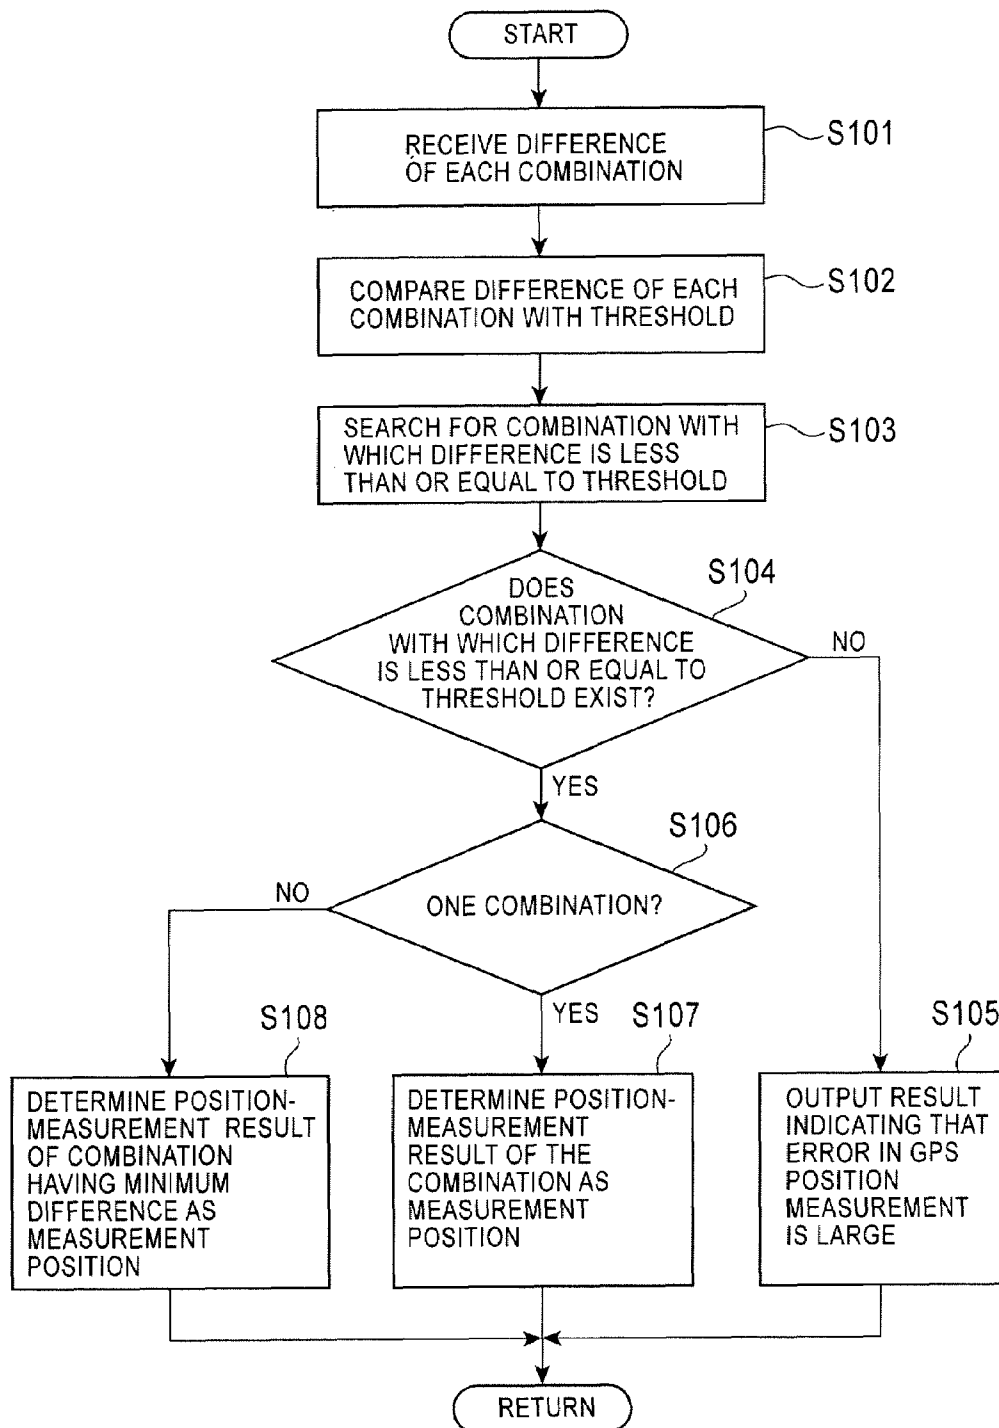 START
RECEIVE DIFFERENCE
OF EACH COMBINATION
S101
COMPARE DIFFERENCE OF EACH
COMBINATION WITH THRESHOLD
S102
SEARCH FOR COMBINATION WITH
WHICH DIFFERENCE IS LESS
THAN OR EQUAL TO THRESHOLD
S103
DOES
COMBINATION
WITH WHICH DIFFERENCE
IS LESS THAN OR EQUAL TO
THRESHOLD EXIST?
S104
NO
YES
ONE COMBINATION?
S106
NO
YES
S108
DETERMINE POSITION-
MEASUREMENT RESULT
OF COMBINATION
HAVING MINIMUM
DIFFERENCE AS
MEASUREMENT
POSITION
S107
DETERMINE POSITION-
MEASUREMENT
RESULT OF THE
COMBINATION AS
MEASUREMENT
POSITION
S105
OUTPUT RESULT
INDICATING THAT
ERROR IN GPS
POSITION
MEASUREMENT
IS LARGE
RETURN